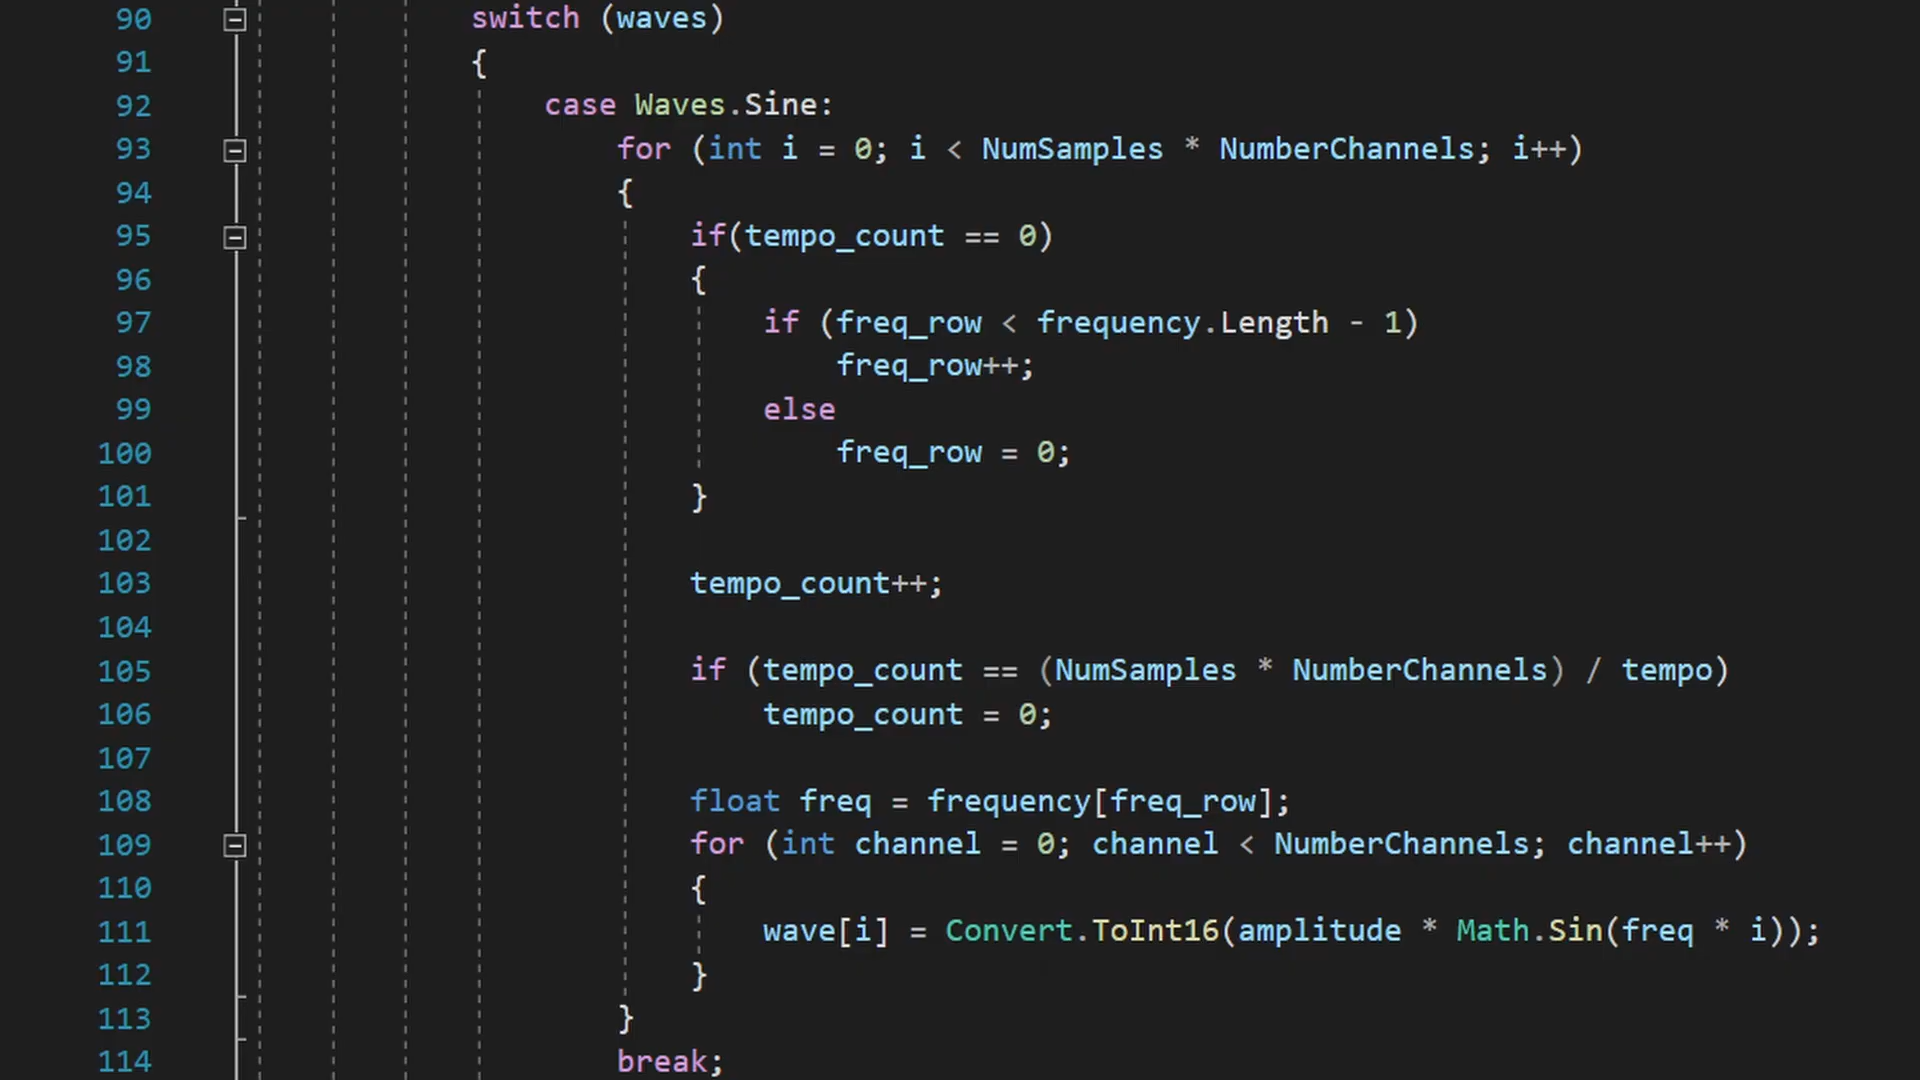 90 switch (waves)
91 {
92 case Waves.Sine:
93 for (int i = 0; i < NumSamples * NumberChannels; i++)
94 {
95 if(tempo_count == 0)
96 {
97 if (freq_row < frequency.Length - 1)
98 freq_row++;
99 else
100 freq_row = 0;
101 }
102
103 tempo_count++;
104
105 if (tempo_count == (NumSamples * NumberChannels) / tempo)
106 tempo_count = 0;
107
108 float freq = frequency[freq_row];
109 for (int channel = 0; channel < NumberChannels; channel++)
110 {
111 wave[i] = Convert.ToInt16(amplitude * Math.Sin(freq * i));
112 }
113 }
114 break;